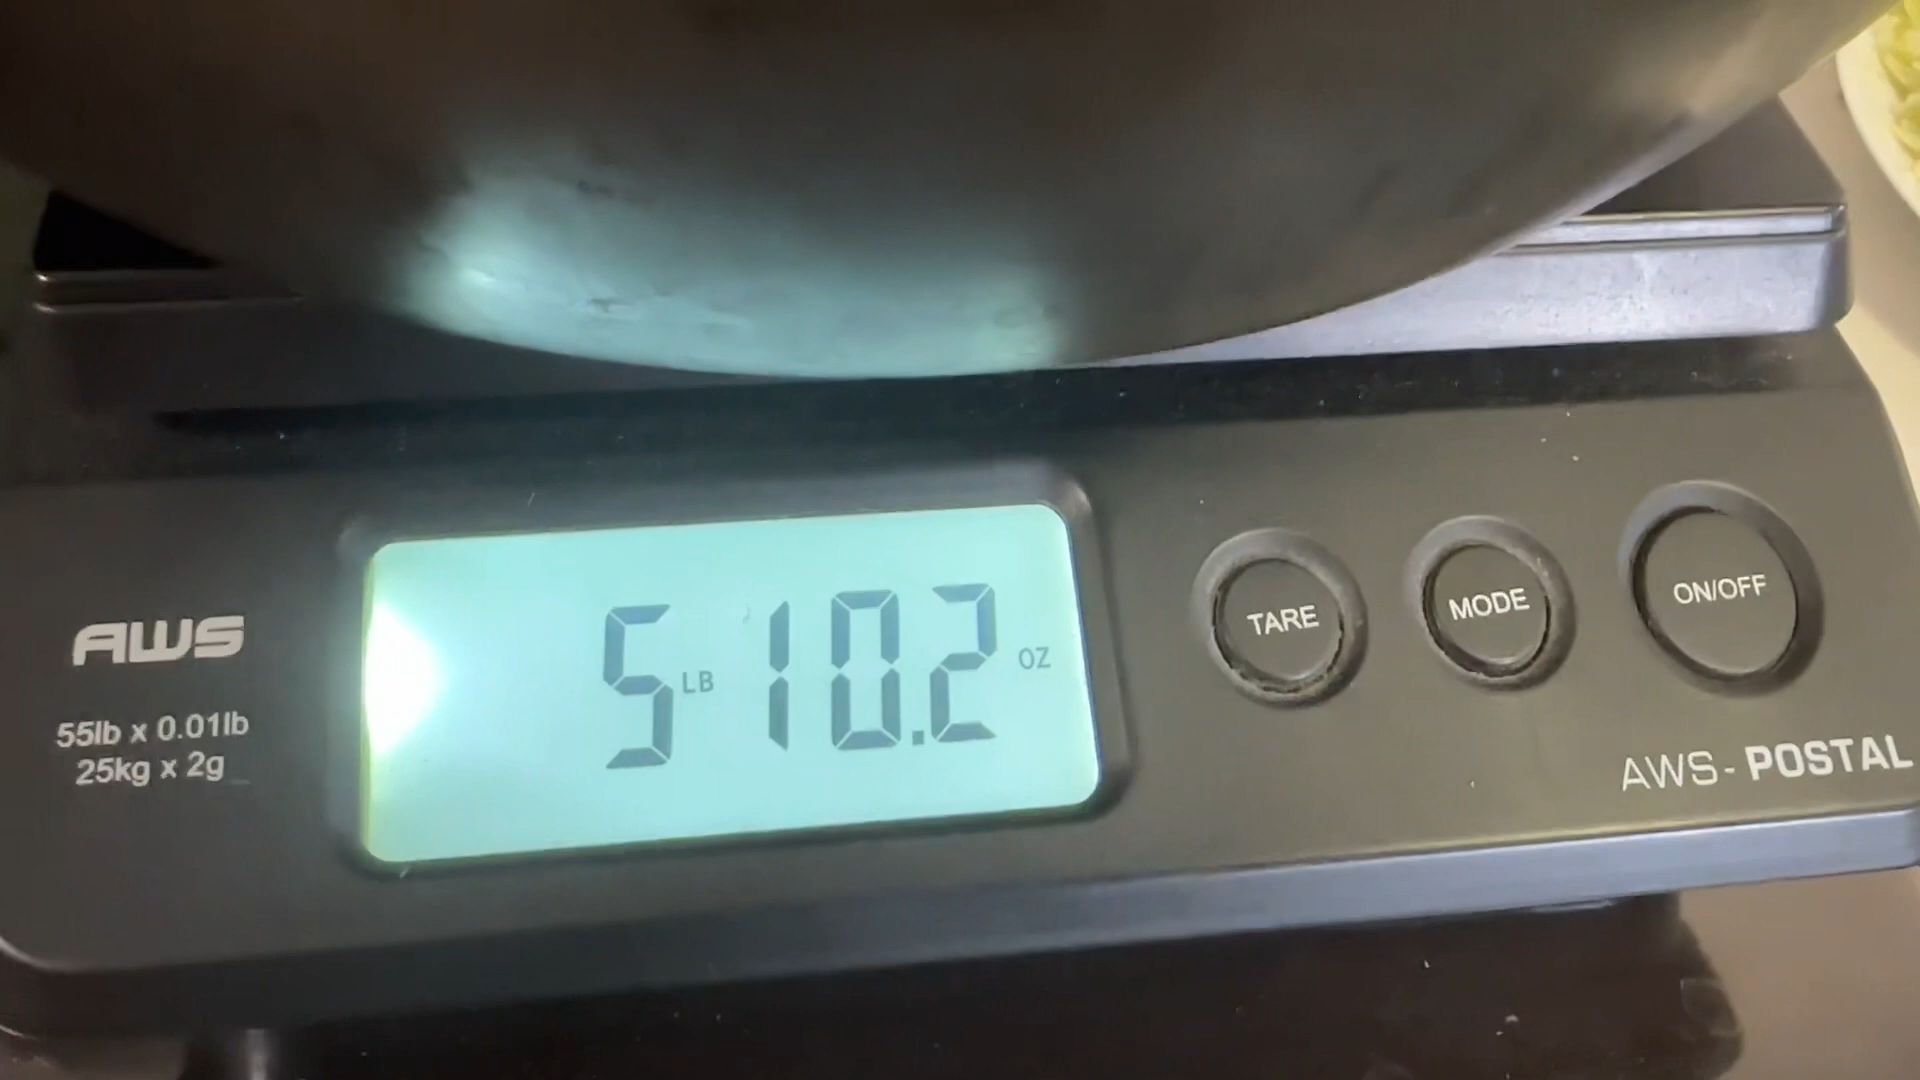 AWS
55lb x 0.01lb
25kg x 2g
5 LB 10.2 OZ
TARE
MODE
ON/OFF
AWS-POSTAL